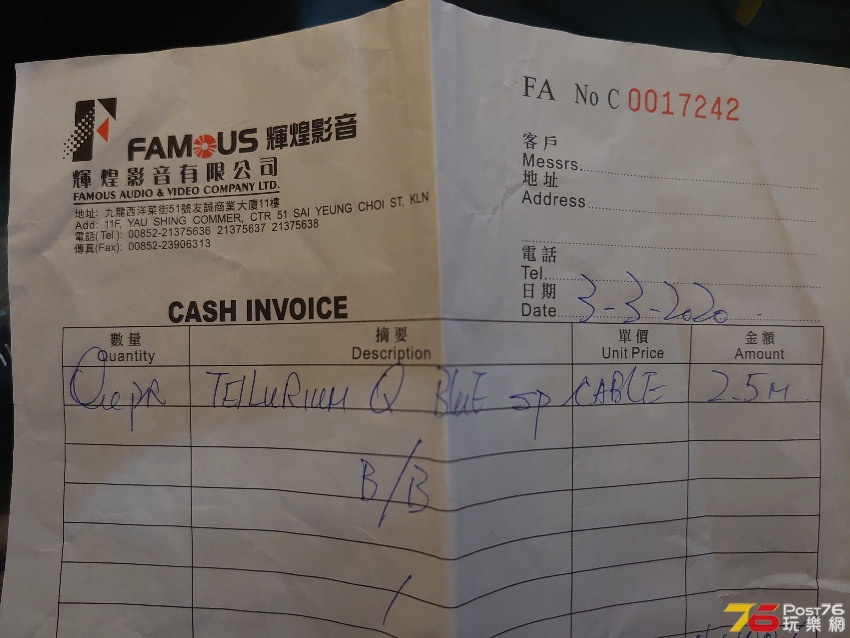 FAMOUS 輝煌影音
輝煌影音有限公司
FAMOUS AUDIO & VIDEO COMPANY LTD.
地址: 九龍西洋菜街51號友誠商業大廈11樓
Add: 11F, YAU SHING COMMER, CTR 51 SAI YEUNG CHOI ST, KLN
電話(Tel): 00852-21375636 21375637 21375638
傳真(Fax): 00852-23906313
FA No C 0017242
客戶
Messrs.
地址
Address
電話
Tel.
日期
Date 3-3-2020
CASH INVOICE
數量 摘要 單價 金額
Quantity Description Unit Price Amount
One pr TELLURIUM Q BLUE SP CABLE 2.5M
B/B
76 POST76
玩樂網